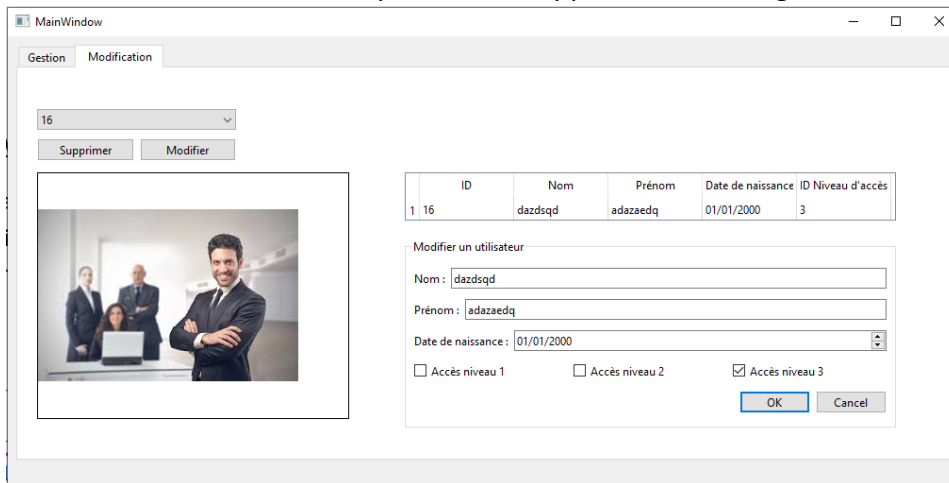 MainWindow
Gestion Modification
16
Supprimer Modifier
ID Nom Prénom Date de naissance ID Niveau d'accès
1 16 dazdsqd adazaedq 01/01/2000 3
Modifier un utilisateur
Nom : dazdsqd
Prénom : adazaedq
Date de naissance : 01/01/2000
Accès niveau 1 Accès niveau 2 Accès niveau 3
OK Cancel